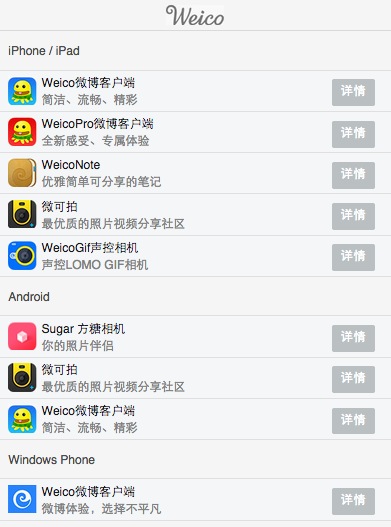 Weico
iPhone / iPad
Weico微博客户端
简洁、流畅、精彩
详情
WeicoPro微博客户端
全新感受、专属体验
详情
WeicoNote
优雅简单可分享的笔记
详情
微可拍
最优质的照片视频分享社区
详情
WeicoGif声控相机
声控LOMO GIF相机
详情
Android
Sugar 方糖相机
你的照片伴侣
详情
微可拍
最优质的照片视频分享社区
详情
Weico微博客户端
简洁、流畅、精彩
详情
Windows Phone
Weico微博客户端
微博体验，选择不平凡
详情